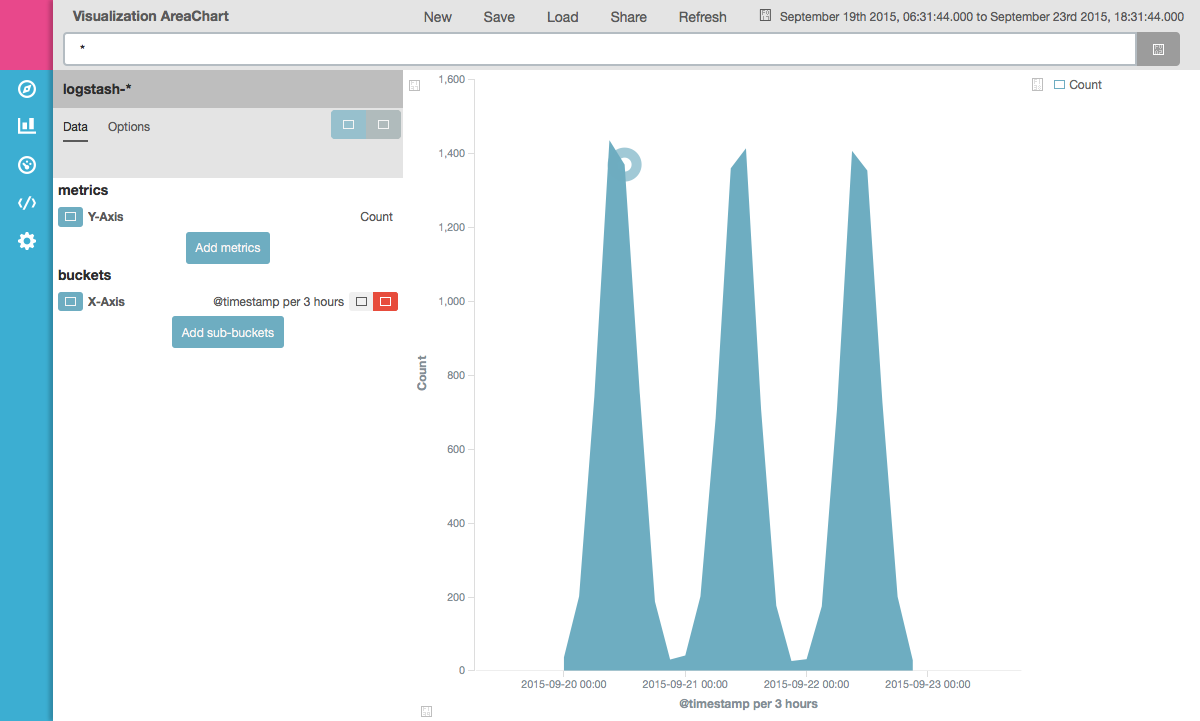 Visualization AreaChart
New Save Load Share Refresh September 19th 2015, 06:31:44.000 to September 23rd 2015, 18:31:44.000
*
logstash-*
Data Options
metrics
Y-Axis Count
Add metrics
buckets
X-Axis @timestamp per 3 hours
Add sub-buckets
Count
1,600
1,400
1,200
1,000
800
600
400
200
0
Count
2015-09-20 00:00 2015-09-21 00:00 2015-09-22 00:00 2015-09-23 00:00
@timestamp per 3 hours